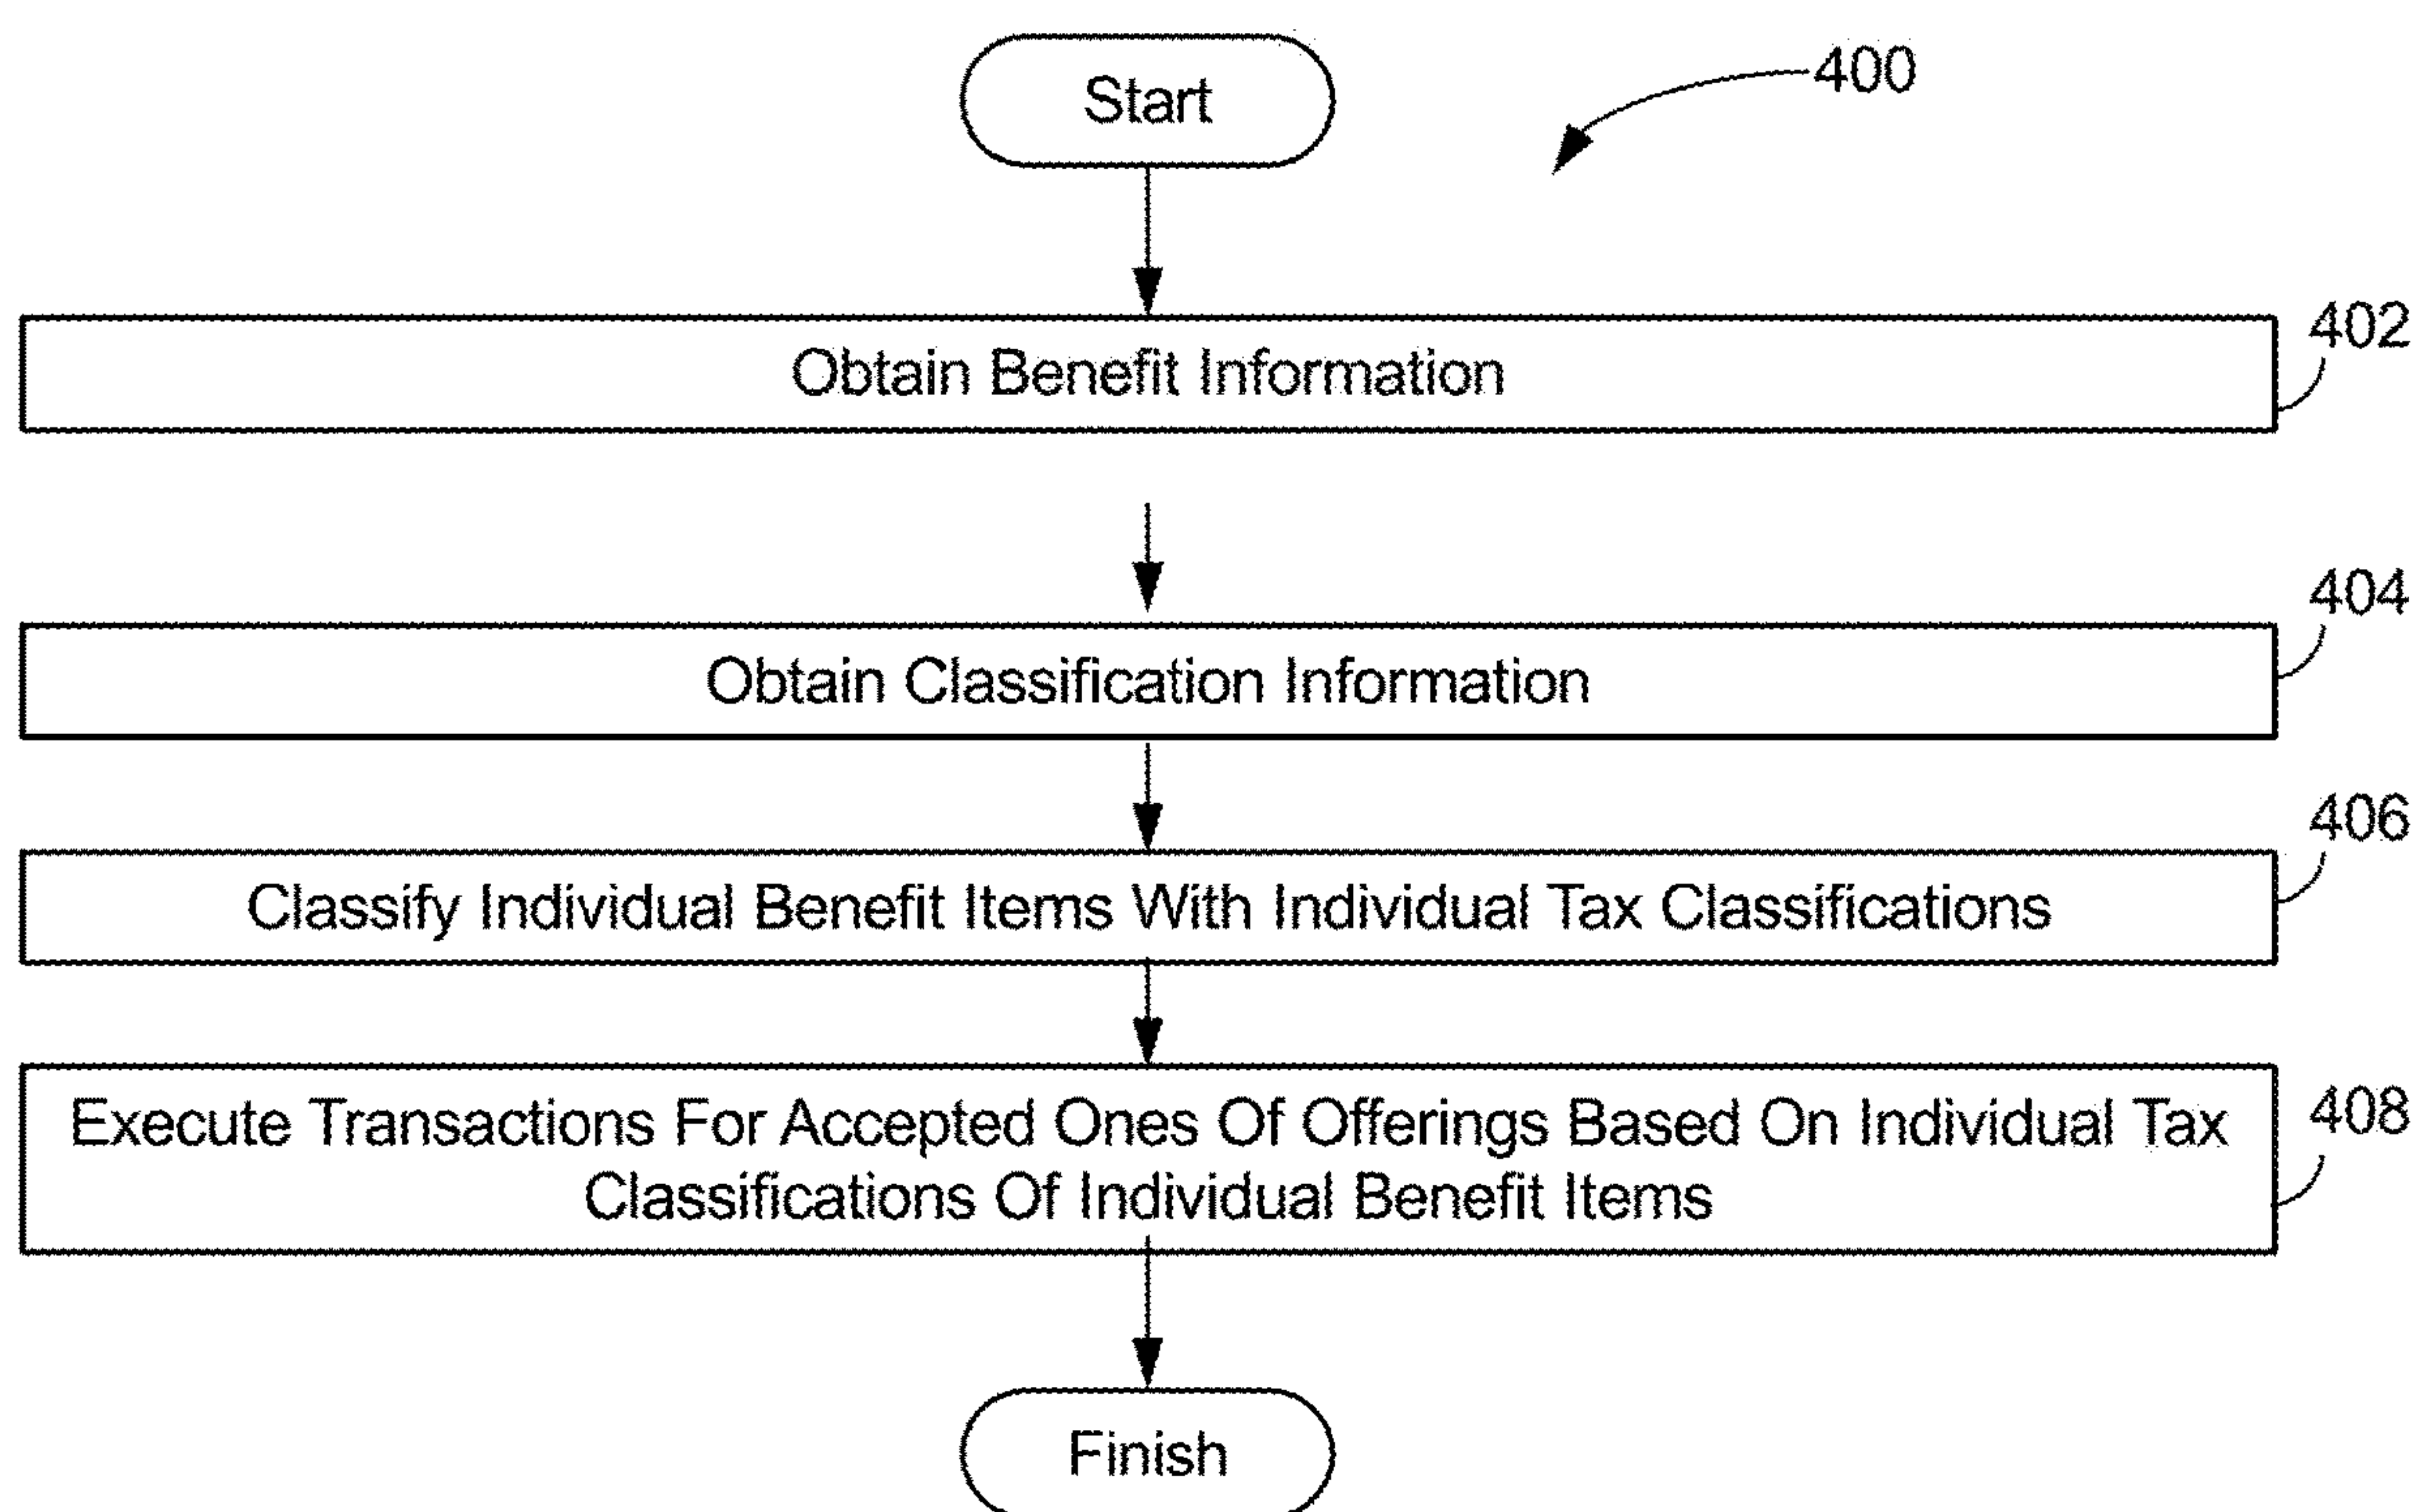 Start
400
402
Obtain Benefit Information
404
Obtain Classification Information
406
Classify Individual Benefit Items With Individual Tax Classifications
408
Execute Transactions For Accepted Ones Of Offerings Based On Individual Tax
Classifications Of Individual Benefit Items
Finish